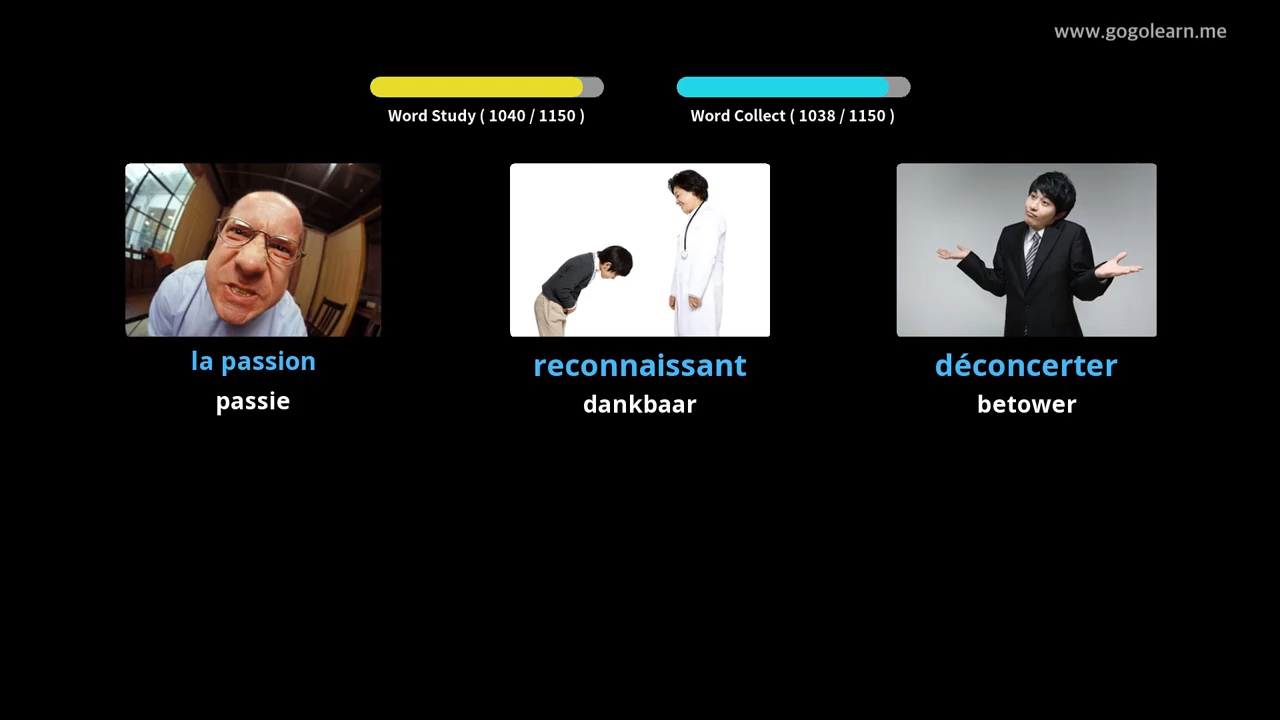 www.gogolearn.me
Word Study ( 1040 / 1150 )
Word Collect ( 1038 / 1150 )
la passion
passie
reconnaissant
dankbaar
déconcerter
betower